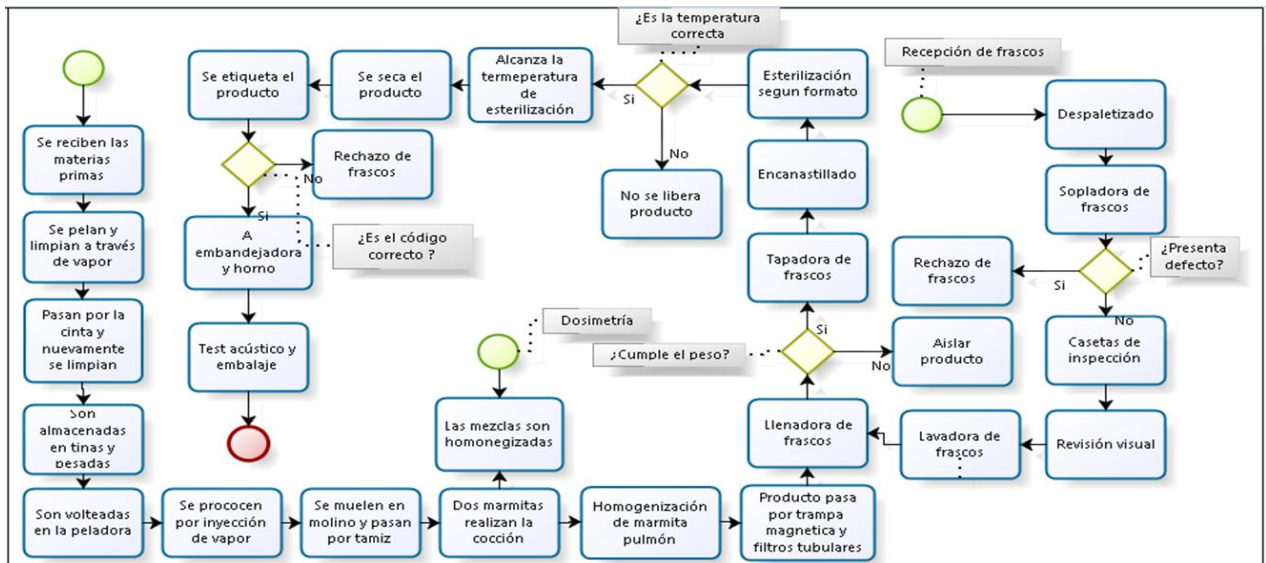 Se reciben las
materias
primas
Se pelan y
limpian a través
de vapor
Pasan por la
cinta y
nuevamente
se limpian
Son
almacenadas
en tinas y
pesadas
Son volteadas
en la peladora
Se procucen
por inyección
de vapor
Se muelen en
molino y pasan
por tamiz
Dos marmitas
realizan la
cocción
Las mezclas son
homonegizadas
Dosimetría
Homogenización
de marmita
pulmón
Producto pasa
por trampa
magnetica y
filtros tubulares
Llenadora de
frascos
¿Cumple el peso?
Si
No
Aislar
producto
Tapadora de
frascos
Encanastillado
Esterilización
segun formato
¿Es la temperatura
correcta
Si
No
No se libera
producto
Alcanza la
termeperatura
de
esterilización
Se seca el
producto
Se etiqueta el
producto
No
Rechazo de
frascos
Si
¿Es el código
correcto ?
A
embandejadora
y horno
Test acústico y
embalaje
Recepción de frascos
Despaletizado
Sopladora de
frascos
¿Presenta
defecto?
Si
Rechazo de
frascos
No
Casetas de
inspección
Revisión visual
Lavadora de
frascos